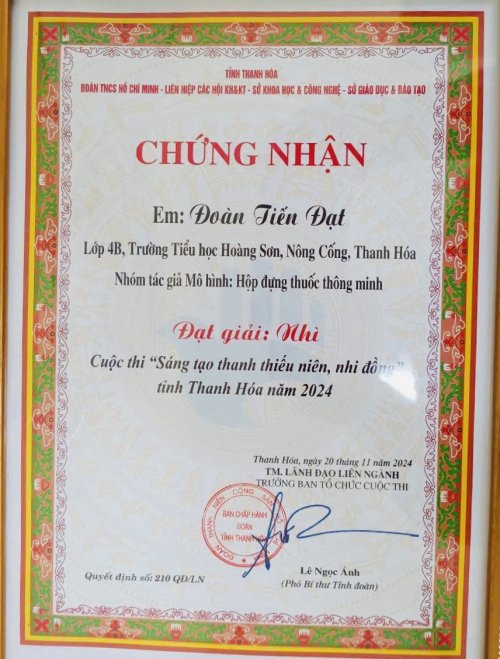 TỈNH THANH HÓA
ĐOÀN TNCS HỒ CHÍ MINH - LIÊN HIỆP CÁC HỘI KH&KT - SỞ KHOA HỌC & CÔNG NGHỆ - SỞ GIÁO DỤC & ĐÀO TẠO
CHỨNG NHẬN
Em: Đoàn Tiến Đạt
Lớp 4B, Trường Tiểu học Hoàng Sơn, Nông Cống, Thanh Hóa
Nhóm tác giả Mô hình: Hộp đựng thuốc thông minh
Đạt giải: Nhì
Cuộc thi “Sáng tạo thanh thiếu niên, nhi đồng”
tỉnh Thanh Hóa năm 2024
Thanh Hóa, ngày 20 tháng 11 năm 2024
TM. LÃNH ĐẠO LIÊN NGÀNH
TRƯỞNG BAN TỔ CHỨC CUỘC THI
BAN CHẤP HÀNH
ĐOÀN
TỈNH THANH HÓA
Lê Ngọc Ánh
(Phó Bí thư Tỉnh đoàn)
Quyết định số: 210 QĐ/LN